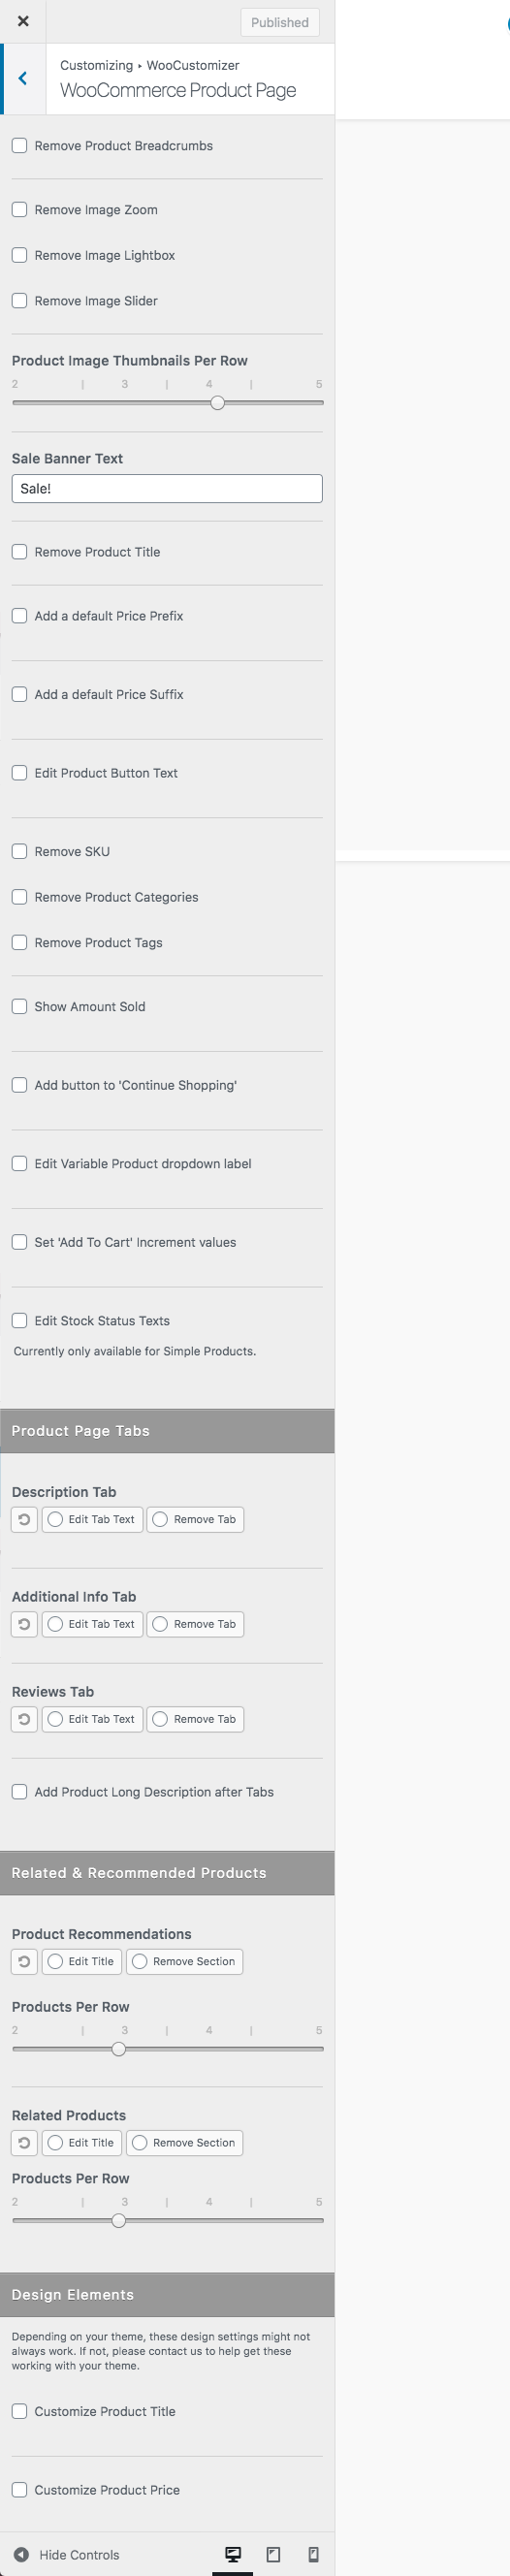 Published
Customizing ▸ WooCustomizer
WooCommerce Product Page
Remove Product Breadcrumbs
Remove Image Zoom
Remove Image Lightbox
Remove Image Slider
Product Image Thumbnails Per Row
2 | 3 | 4 | 5
Sale Banner Text
Sale!
Remove Product Title
Add a default Price Prefix
Add a default Price Suffix
Edit Product Button Text
Remove SKU
Remove Product Categories
Remove Product Tags
Show Amount Sold
Add button to 'Continue Shopping'
Edit Variable Product dropdown label
Set 'Add To Cart' Increment values
Edit Stock Status Texts
Currently only available for Simple Products.
Product Page Tabs
Description Tab
Edit Tab Text Remove Tab
Additional Info Tab
Edit Tab Text Remove Tab
Reviews Tab
Edit Tab Text Remove Tab
Add Product Long Description after Tabs
Related & Recommended Products
Product Recommendations
Edit Title Remove Section
Products Per Row
2 | 3 | 4 | 5
Related Products
Edit Title Remove Section
Products Per Row
2 | 3 | 4 | 5
Design Elements
Depending on your theme, these design settings might not
always work. If not, please contact us to help get these
working with your theme.
Customize Product Title
Customize Product Price
Hide Controls